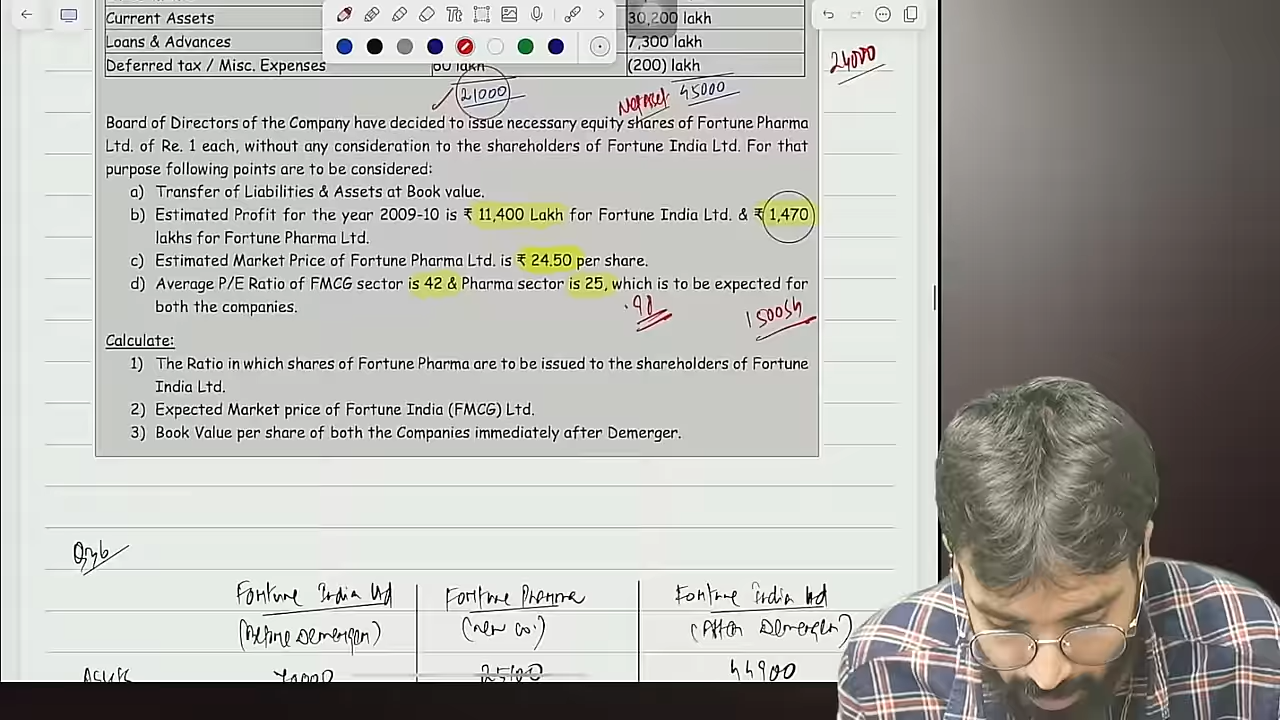 Current Assets 30,200 lakh
Loans & Advances 7,300 lakh
24000
Deferred tax / Misc. Expenses lakh (200) lakh
21000 Net Asset 45000
Board of Directors of the Company have decided to issue necessary equity shares of Fortune Pharma
Ltd. of Re. 1 each, without any consideration to the shareholders of Fortune India Ltd. For that
purpose following points are to be considered:
a) Transfer of Liabilities & Assets at Book value.
b) Estimated Profit for the year 2009-10 is ₹ 11,400 Lakh for Fortune India Ltd. & ₹ 1,470
lakhs for Fortune Pharma Ltd.
c) Estimated Market Price of Fortune Pharma Ltd. is ₹ 24.50 per share.
d) Average P/E Ratio of FMCG sector is 42 & Pharma sector is 25, which is to be expected for
both the companies.
.98 1500sh
Calculate:
1) The Ratio in which shares of Fortune Pharma are to be issued to the shareholders of Fortune
India Ltd.
2) Expected Market price of Fortune India (FMCG) Ltd.
3) Book Value per share of both the Companies immediately after Demerger.
Fortune India Ltd Fortune Pharma Fortune India Ltd
(Before Demerger) (new co.) (After Demerger)